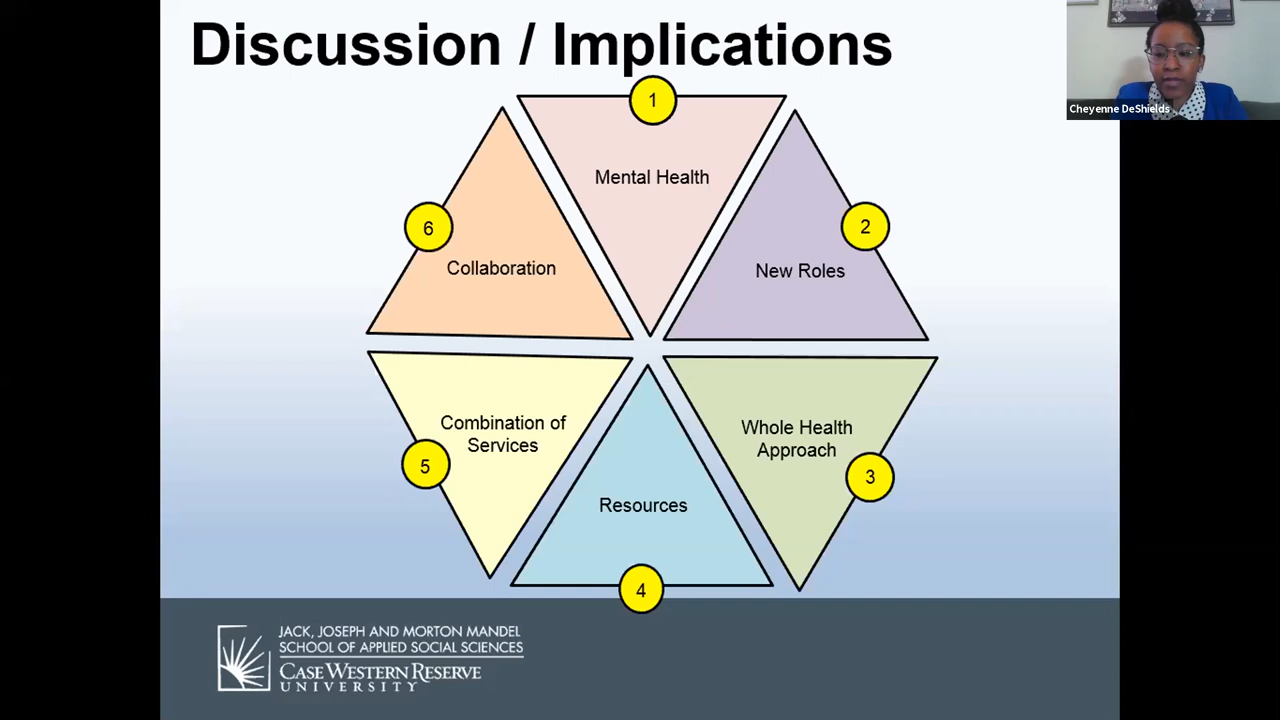 Discussion / Implications
Cheyenne DeShields
1
Mental Health
2
New Roles
3
Whole Health
Approach
4
Resources
5
Combination of
Services
6
Collaboration
JACK, JOSEPH AND MORTON MANDEL
SCHOOL OF APPLIED SOCIAL SCIENCES
CASE WESTERN RESERVE
UNIVERSITY